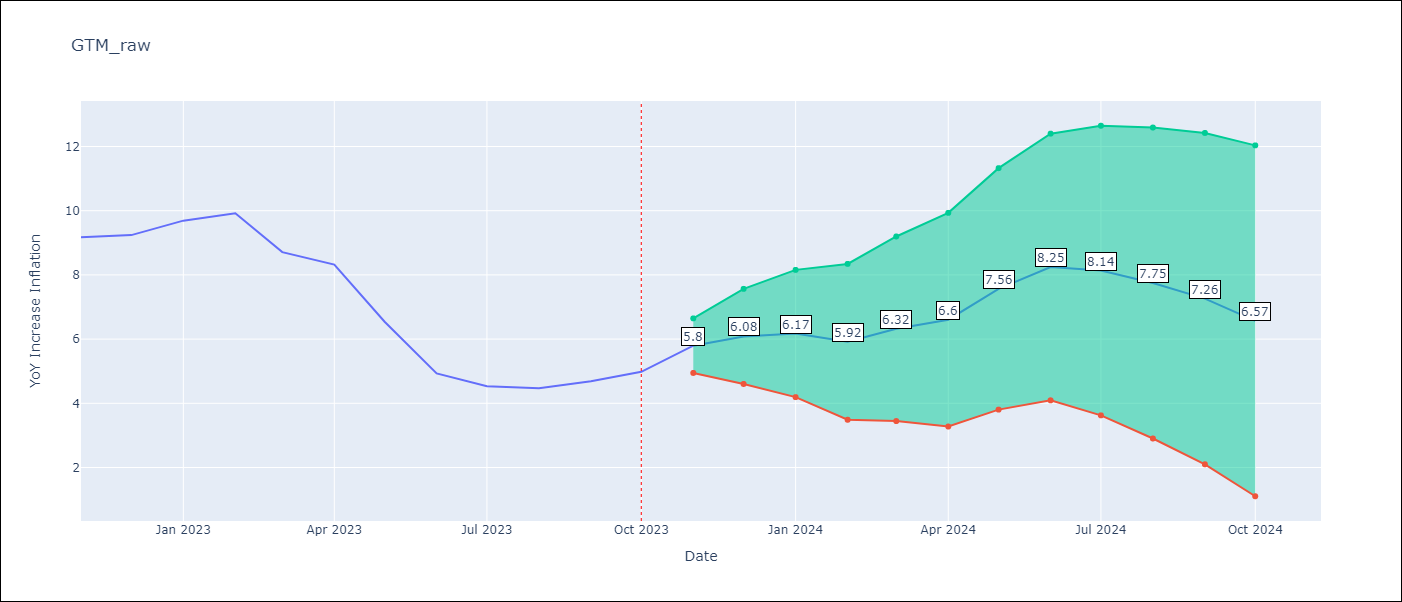 GTM_raw
YoY Increase Inflation
12
10
8
6
4
2
5.8
6.08
6.17
5.92
6.32
6.6
7.56
8.25
8.14
7.75
7.26
6.57
Jan 2023
Apr 2023
Jul 2023
Oct 2023
Jan 2024
Apr 2024
Jul 2024
Oct 2024
Date